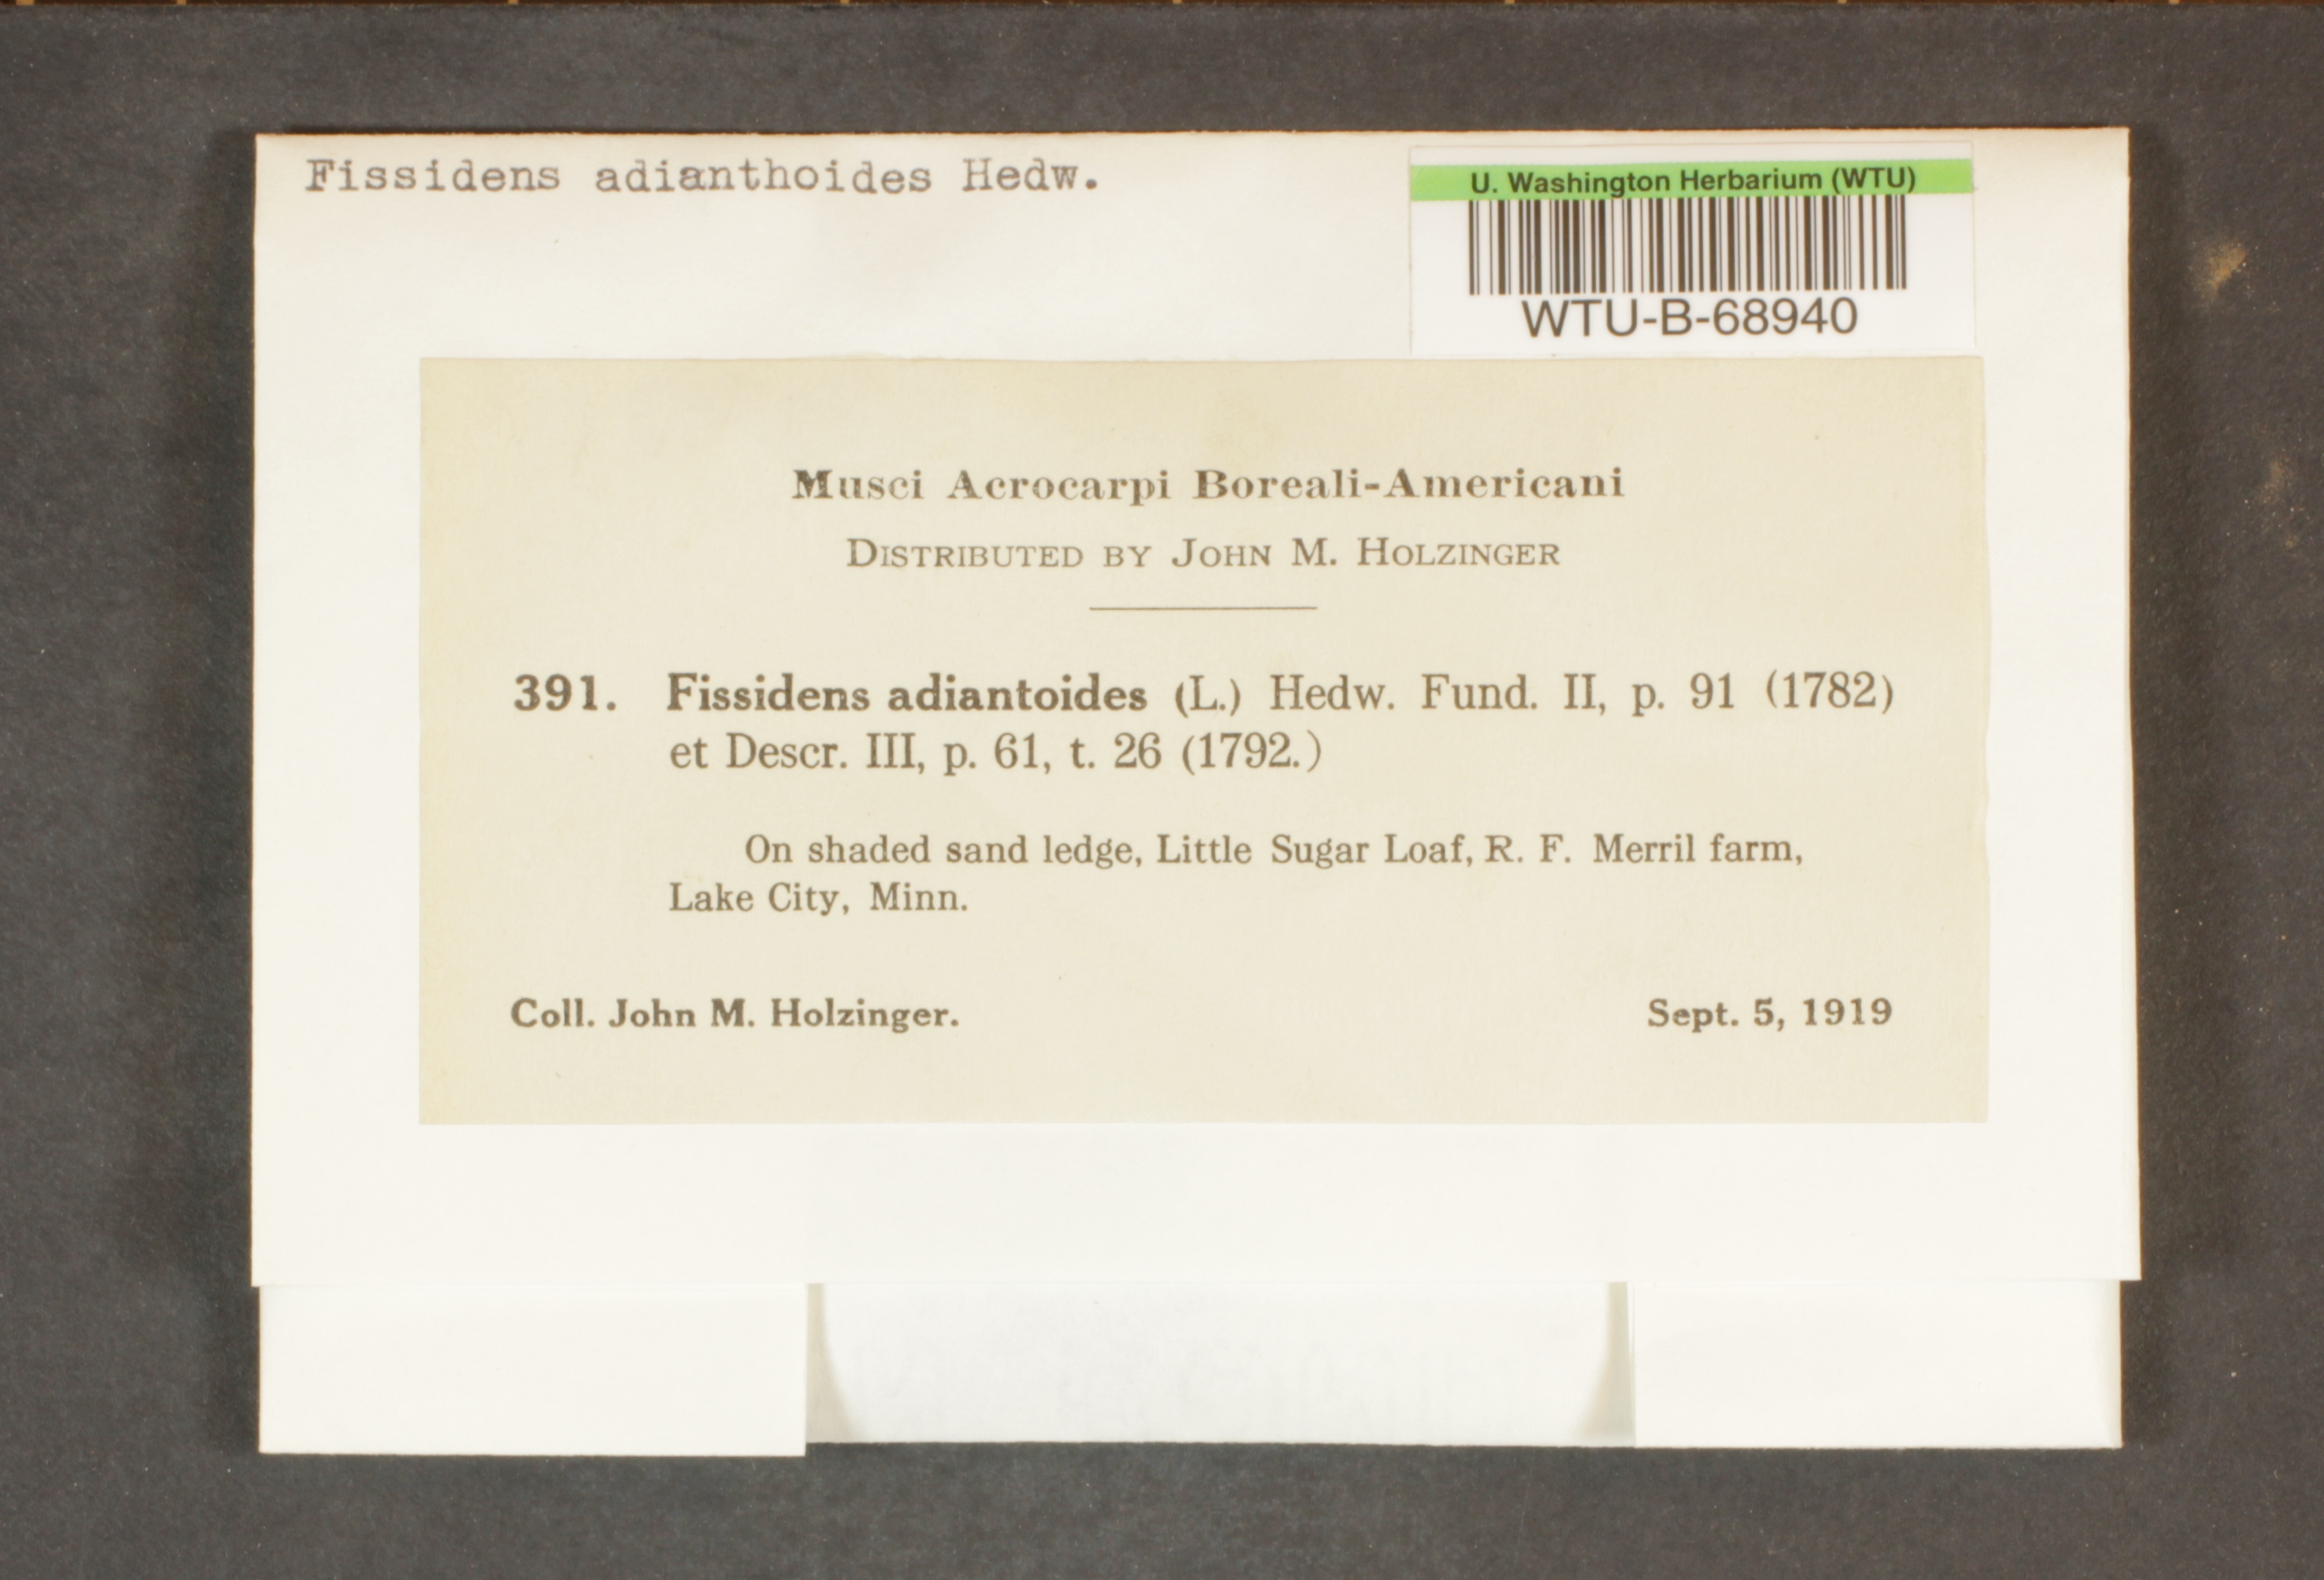 Fissidens adianthoides Hedw.
U. Washington Herbarium (WTU)
WTU-B-68940
Musci Acrocarpi Boreali-Americani
Distributed by John M. Holzinger
391. Fissidens adiantoides (L.) Hedw. Fund. II, p. 91 (1782)
et Descr. III, p. 61, t. 26 (1792.)
On shaded sand ledge, Little Sugar Loaf, R. F. Merril farm,
Lake City, Minn.
Coll. John M. Holzinger. Sept. 5, 1919